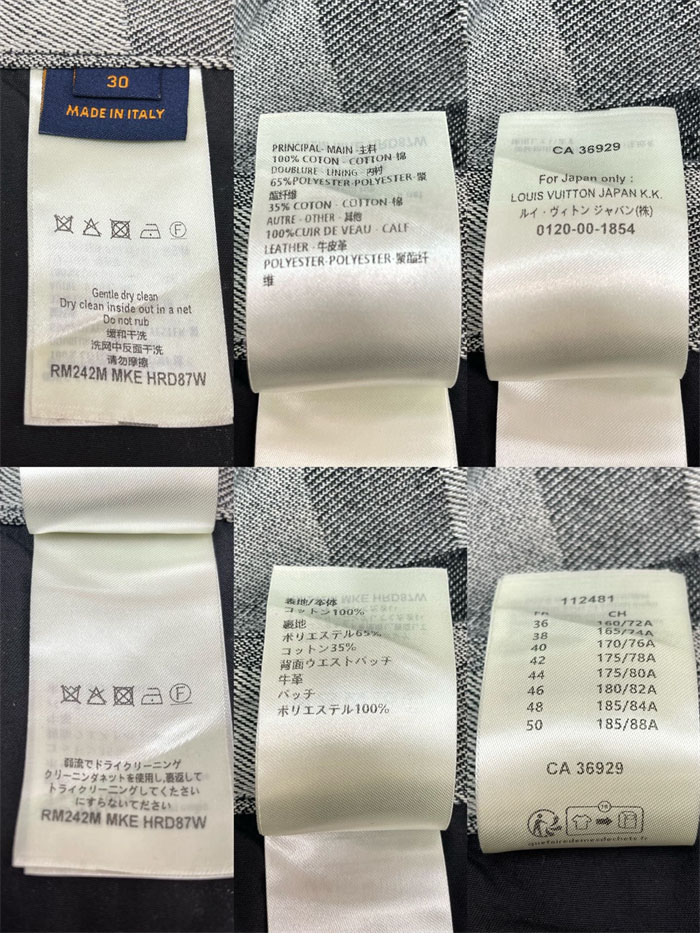 30
MADE IN ITALY
Gentle dry clean
Dry clean inside out in a net
Do not rub
缓和干洗
洗网中反面干洗
请勿摩擦
RM242M MKE HRD87W
PRINCIPAL · MAIN · 主料
100% COTON · COTTON · 棉
DOUBLURE · LINING · 内衬
65%POLYESTER·POLYESTER·聚
酯纤维
35% COTON · COTTON · 棉
AUTRE · OTHER · 其他
100%CUIR DE VEAU · CALF
LEATHER · 牛皮革
POLYESTER·POLYESTER·聚酯纤
维
CA 36929
For Japan only :
LOUIS VUITTON JAPAN K.K.
ルイ・ヴィトン ジャパン(株)
0120-00-1854
弱流でドライクリーニング
クリーニングネットを使用し、裏返して
ドライクリーニングしてください
こすらないでください
RM242M MKE HRD87W
表地/本体
コットン100%
裏地
ポリエステル65%
コットン35%
背面ウエストパッチ
牛革
パッチ
ポリエステル100%
112481
FR CH
36 160/72A
38 165/74A
40 170/76A
42 175/78A
44 175/80A
46 180/82A
48 185/84A
50 185/88A
CA 36929
quefairedemesdechets.fr